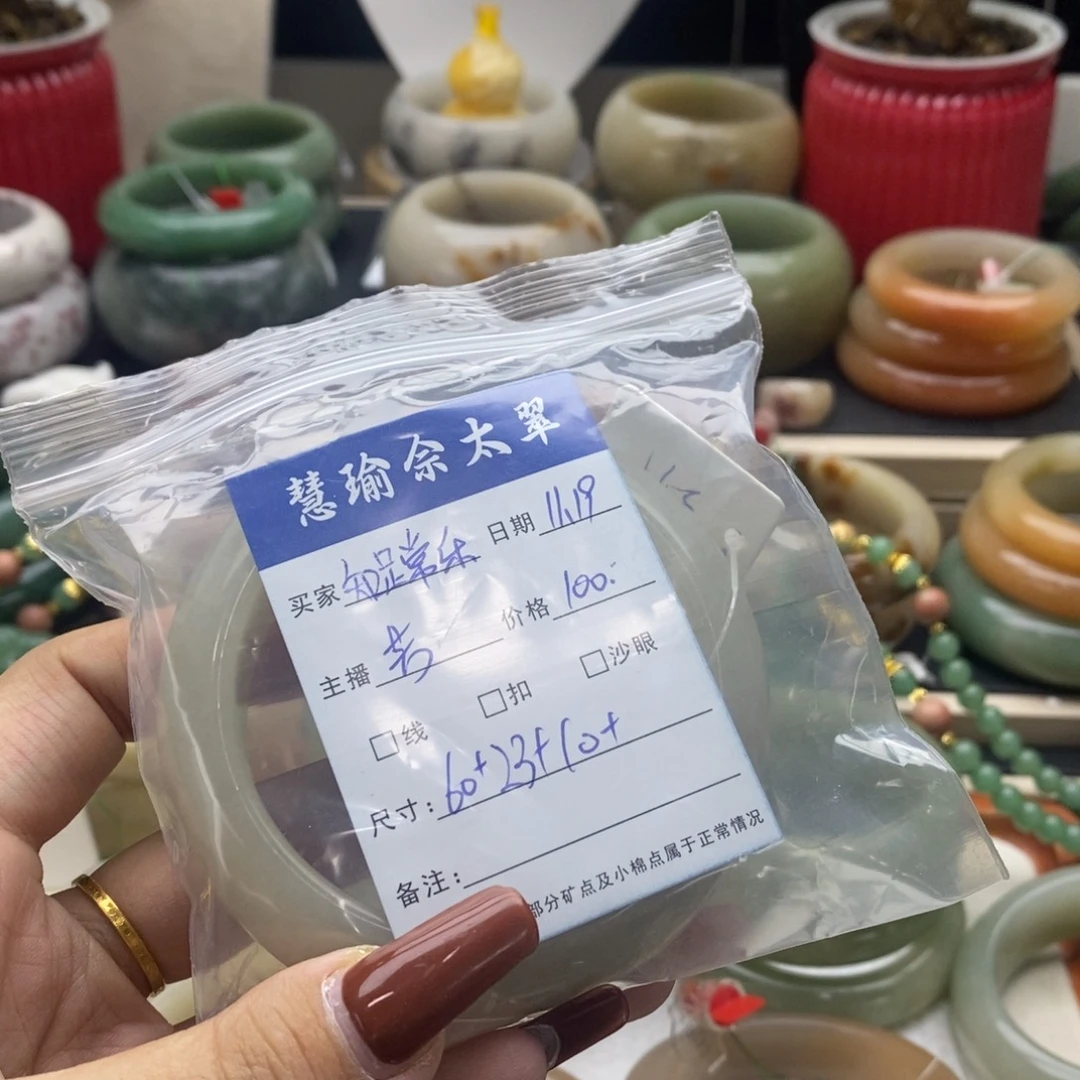 慧瑜佘太翠
买家 知足常乐 日期 11.19
主播 芳 价格 100.
□线 □扣 □沙眼
尺寸: 60+23+10+
备注:
部分矿点及小棉点属于正常情况